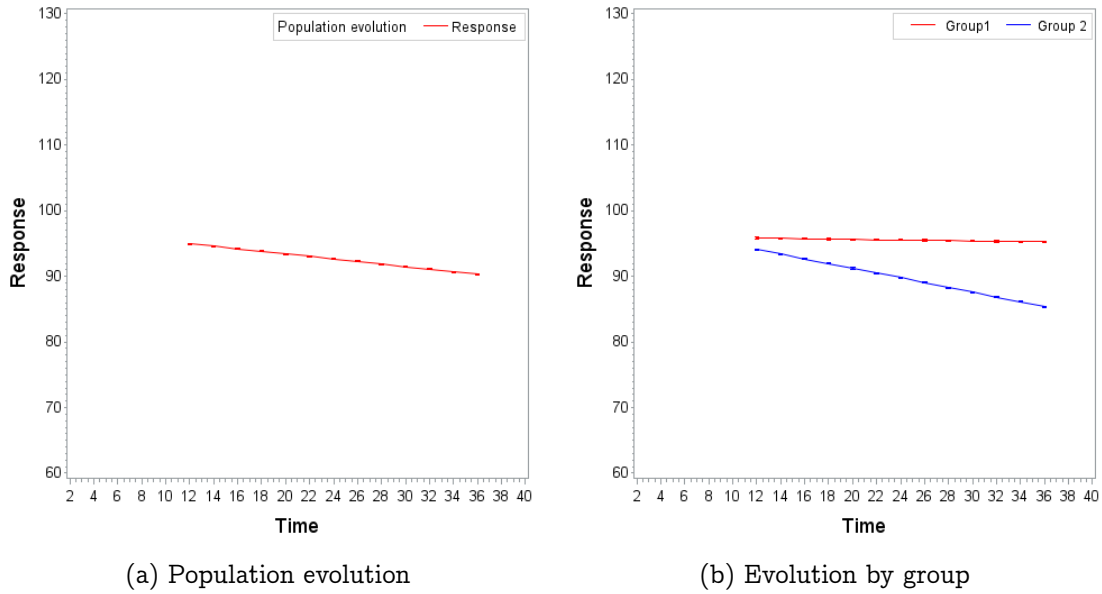 Population evolution Response
130
120
110
100
90
80
70
60
Response
2 4 6 8 10 12 14 16 18 20 22 24 26 28 30 32 34 36 38 40
Time
(a) Population evolution
Group1 Group 2
130
120
110
100
90
80
70
60
Response
2 4 6 8 10 12 14 16 18 20 22 24 26 28 30 32 34 36 38 40
Time
(b) Evolution by group